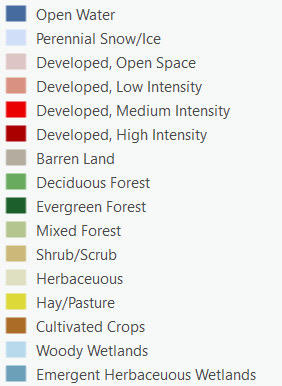 Open Water
Perennial Snow/Ice
Developed, Open Space
Developed, Low Intensity
Developed, Medium Intensity
Developed, High Intensity
Barren Land
Deciduous Forest
Evergreen Forest
Mixed Forest
Shrub/Scrub
Herbaceuous
Hay/Pasture
Cultivated Crops
Woody Wetlands
Emergent Herbaceuous Wetlands